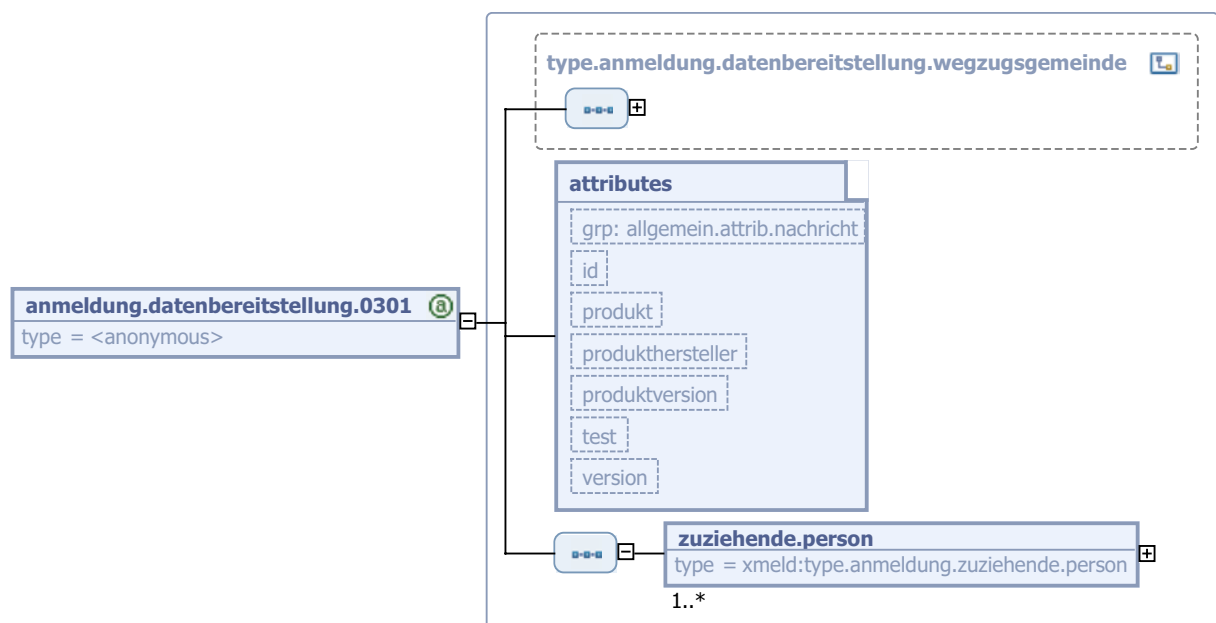 type.anmeldung.datenbereitstellung.wegzugsgemeinde
attributes
grp: allgemein.attrib.nachricht
id
produkt
produkthersteller
produktversion
test
version
anmeldung.datenbereitstellung.0301 @
type = <anonymous>
zuziehende.person
type = xmeld:type.anmeldung.zuziehende.person
1..*